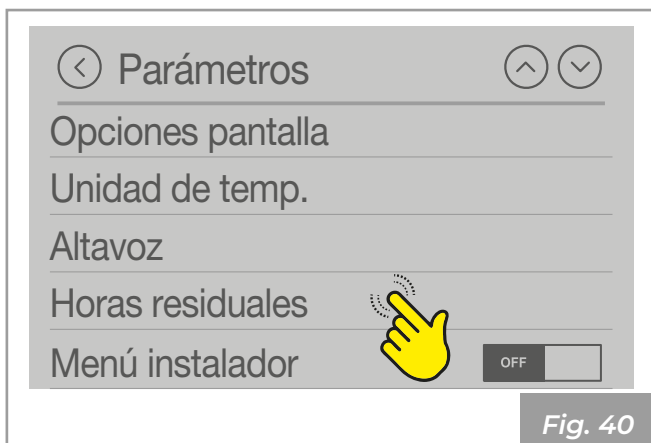 Parámetros
Opciones pantalla
Unidad de temp.
Altavoz
Horas residuales
Menú instalador OFF
Fig. 40